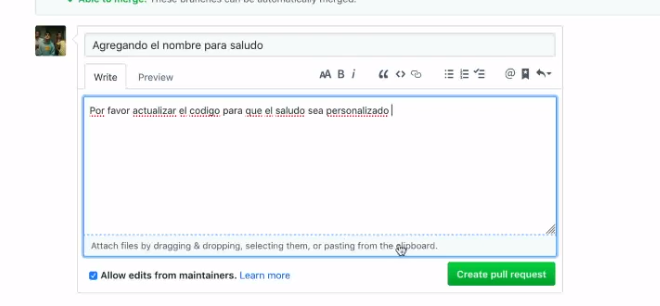 Able to merge. These branches can be automatically merged.
Agregando el nombre para saludo
Write Preview AA B i
Por favor actualizar el codigo para que el saludo sea personalizado
Attach files by dragging & dropping, selecting them, or pasting from the clipboard.
Allow edits from maintainers. Learn more Create pull request